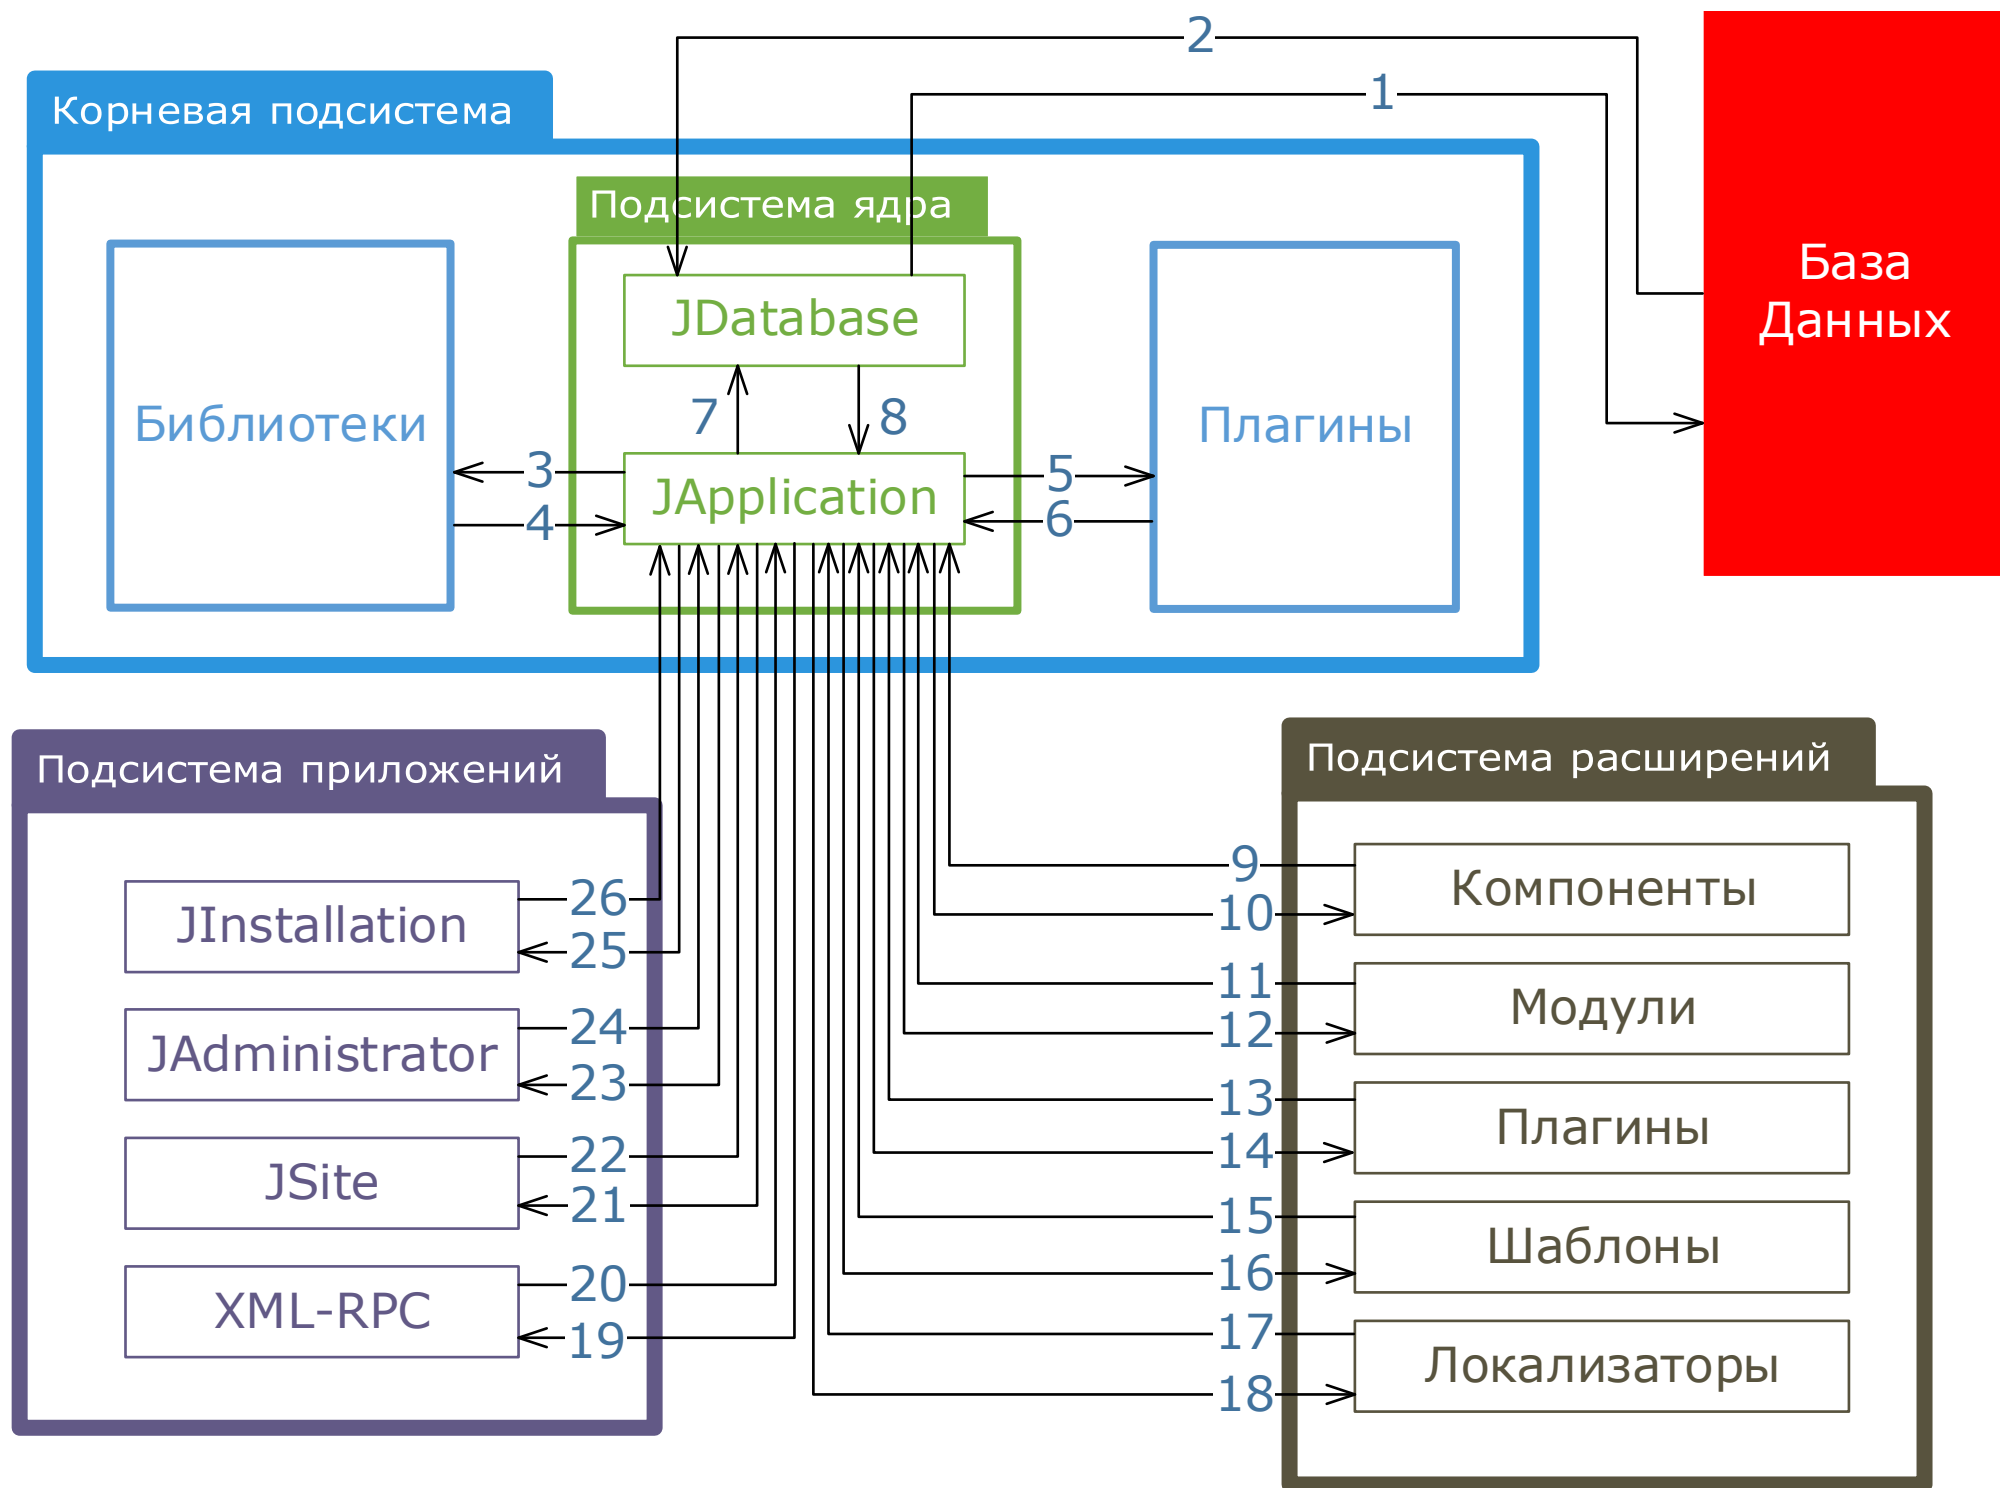 2
1
Корневая подсистема
Подсистема ядра
База
Данных
JDatabase
Библиотеки
7
8
Плагины
3
JApplication
5
4
6
Подсистема приложений
Подсистема расширений
JInstallation
26
25
JAdministrator
24
23
JSite
22
21
XML-RPC
20
19
9
Компоненты
10
11
Модули
12
13
Плагины
14
15
Шаблоны
16
17
Локализаторы
18